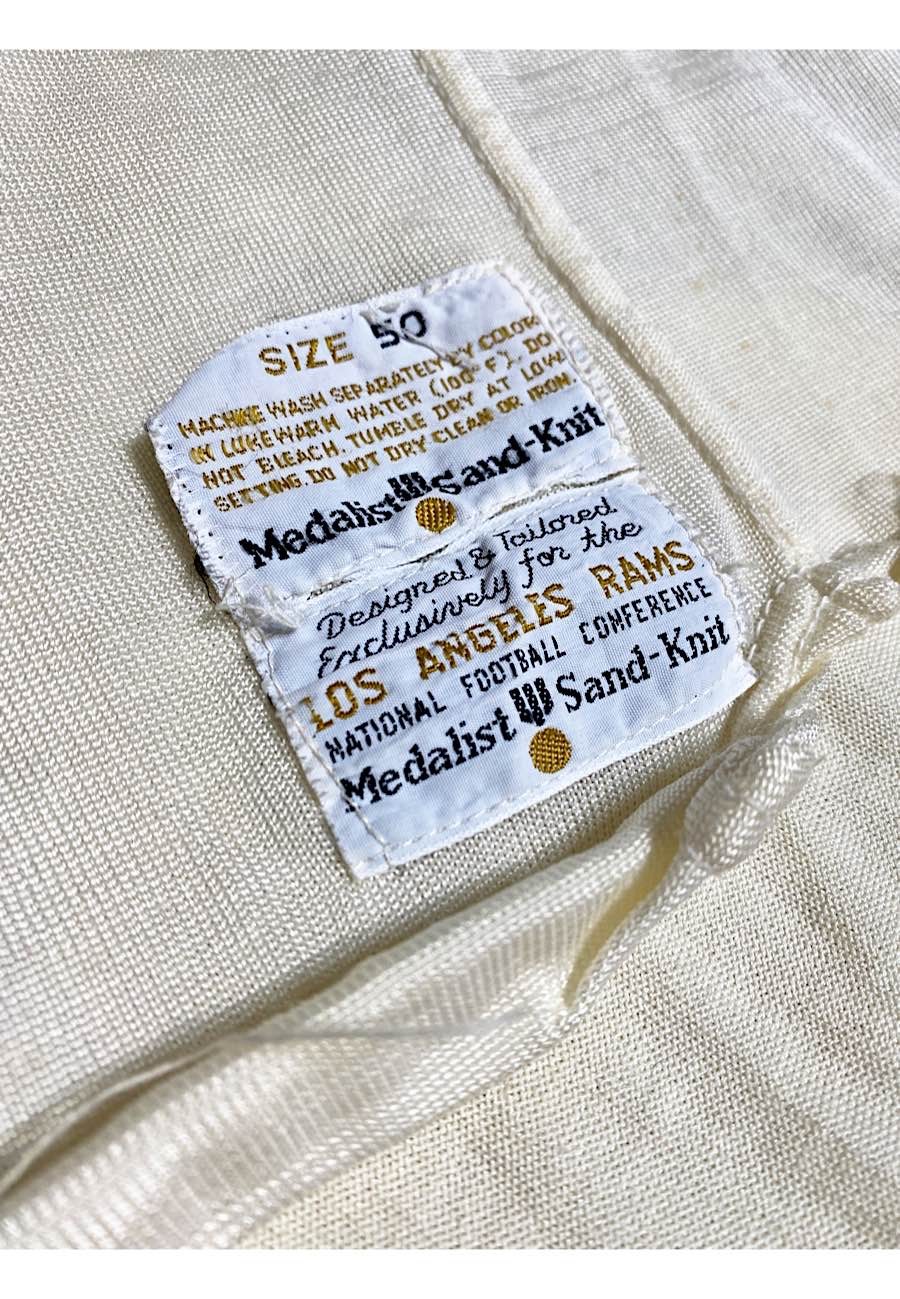 SIZE 50
MACHINE WASH SEPARATELY BY COLOR
IN LUKEWARM WATER (100° F). DO
NOT BLEACH. TUMBLE DRY AT LOW
SETTING. DO NOT DRY CLEAN OR IRON.
Medalist Sand-Knit
Designed & Tailored
Exclusively for the
LOS ANGELES RAMS
NATIONAL FOOTBALL CONFERENCE
Medalist Sand-Knit